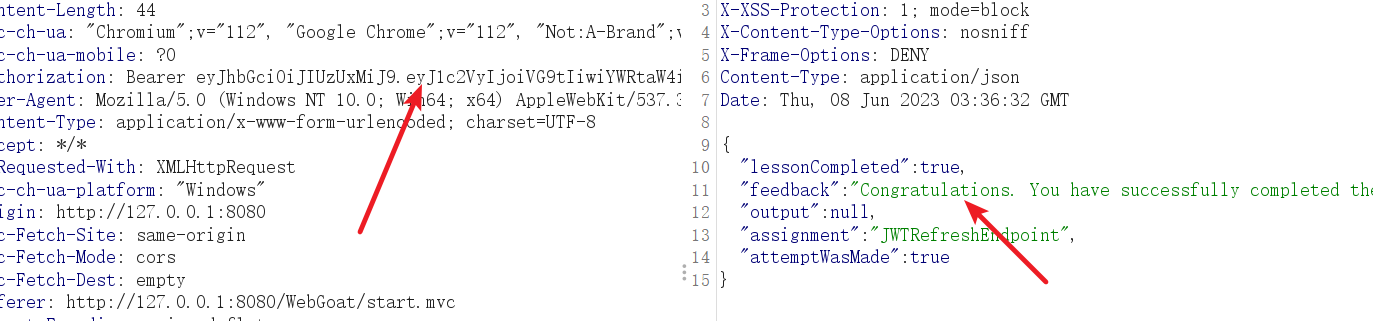 ntent-Length: 44
c-ch-ua: "Chromium";v="112", "Google Chrome";v="112", "Not:A-Brand";v
c-ch-ua-mobile: ?0
thorization: Bearer eyJhbGciOiJIUzUxMiJ9.eyJ1c2VyIjoiVG9tIiwiYWRtaW4i
er-Agent: Mozilla/5.0 (Windows NT 10.0; Win64; x64) AppleWebKit/537.3
ntent-Type: application/x-www-form-urlencoded; charset=UTF-8
cept: */*
Requested-With: XMLHttpRequest
c-ch-ua-platform: "Windows"
igin: http://127.0.0.1:8080
c-Fetch-Site: same-origin
c-Fetch-Mode: cors
c-Fetch-Dest: empty
ferer: http://127.0.0.1:8080/WebGoat/start.mvc
3 X-XSS-Protection: 1; mode=block
4 X-Content-Type-Options: nosniff
5 X-Frame-Options: DENY
6 Content-Type: application/json
7 Date: Thu, 08 Jun 2023 03:36:32 GMT
8
9 {
10 "lessonCompleted":true,
11 "feedback":"Congratulations. You have successfully completed the
12 "output":null,
13 "assignment":"JWTRefreshEndpoint",
14 "attemptWasMade":true
15 }